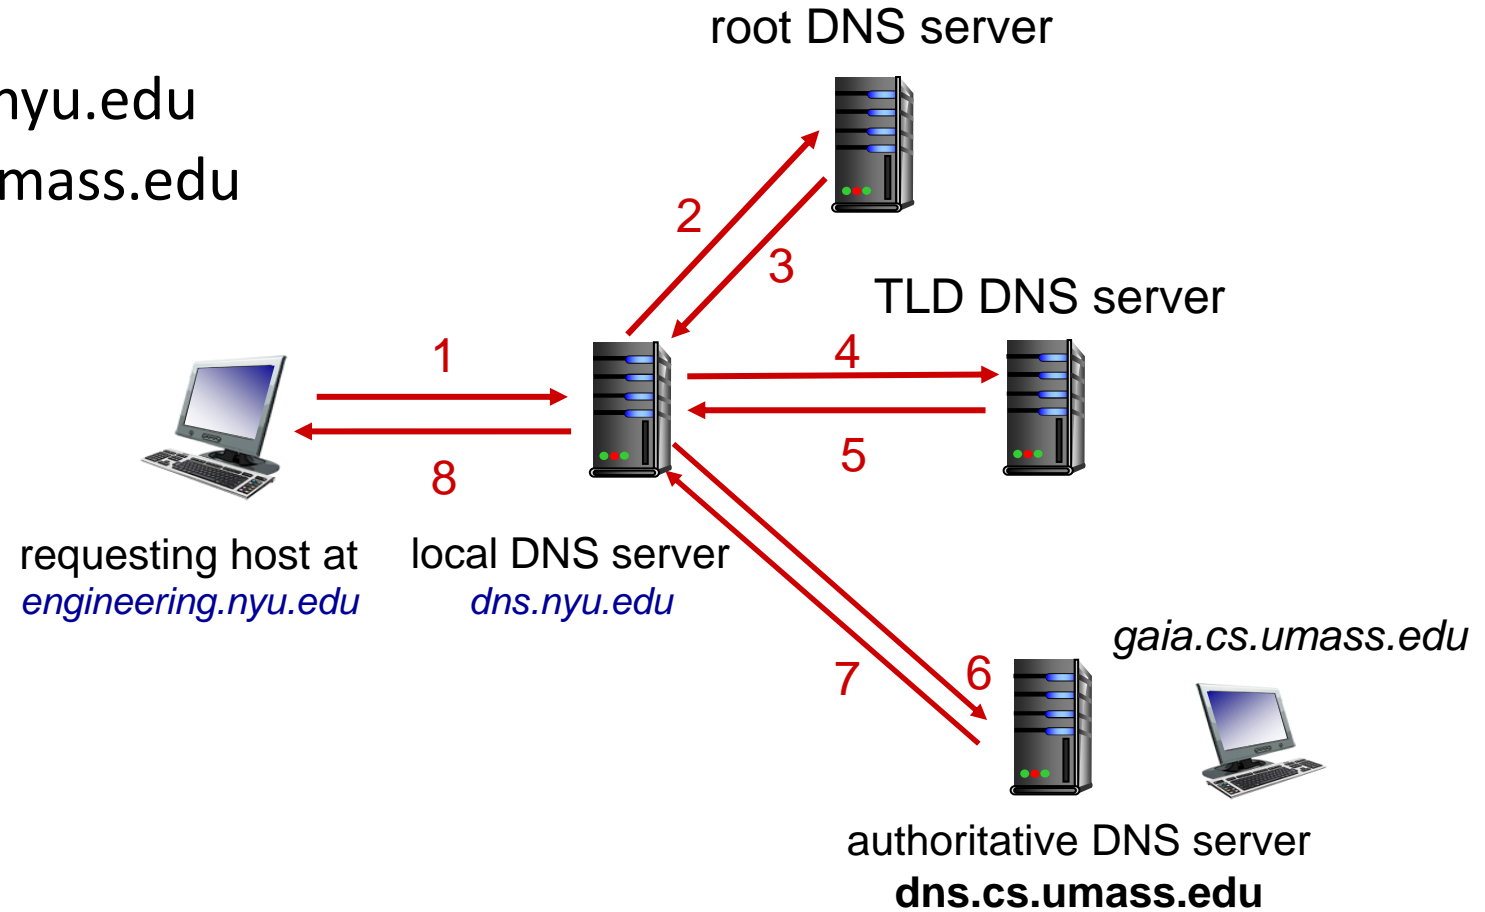 root DNS server
nyu.edu
mass.edu
2
3
TLD DNS server
1
4
8
5
requesting host at
engineering.nyu.edu
local DNS server
dns.nyu.edu
gaia.cs.umass.edu
7
6
authoritative DNS server
dns.cs.umass.edu